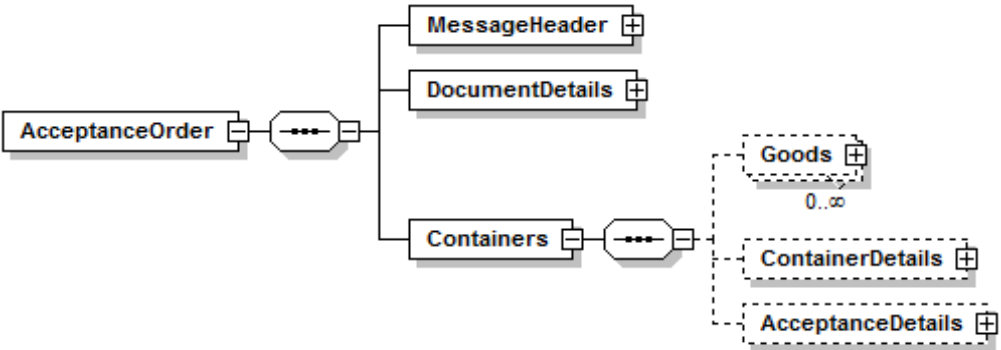 MessageHeader
DocumentDetails
AcceptanceOrder
Goods
0..∞
Containers
ContainerDetails
AcceptanceDetails